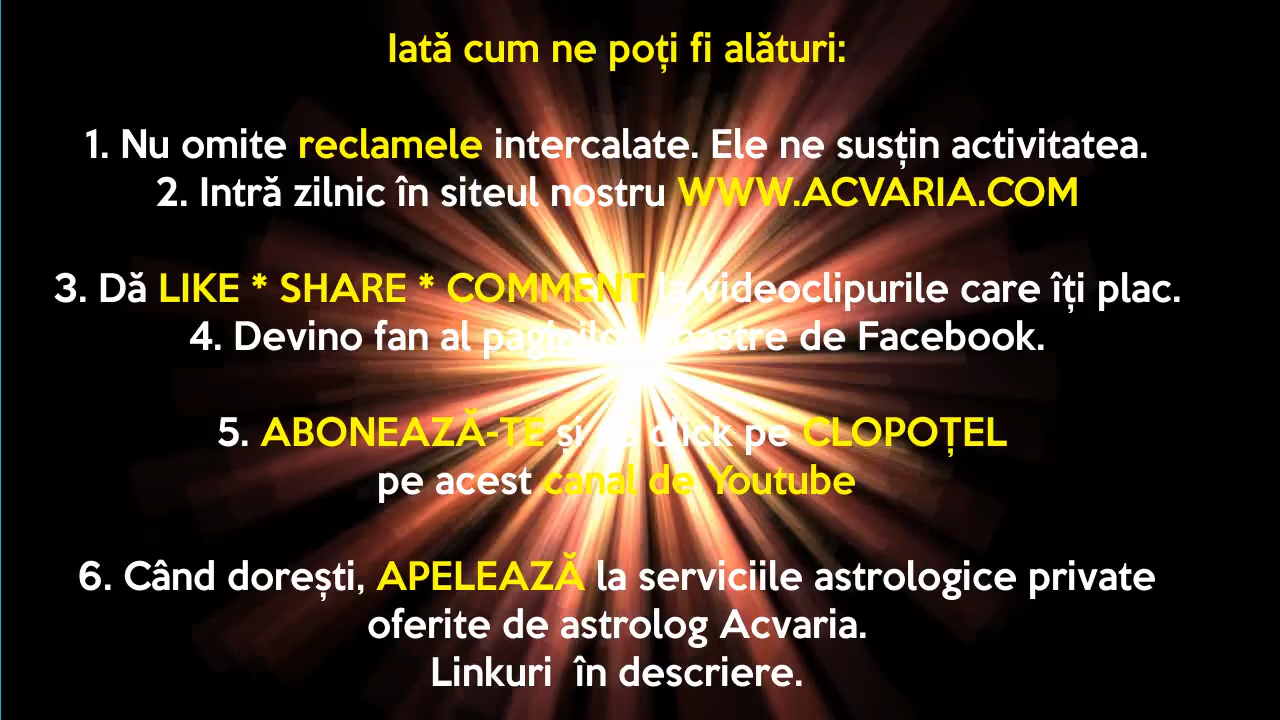 Iată cum ne poți fi alături:
1. Nu omite reclamele intercalate. Ele ne susțin activitatea.
2. Intră zilnic în siteul nostru WWW.ACVARIA.COM
3. Dă LIKE * SHARE * COMMENT la videoclipurile care îți plac.
4. Devino fan al paginilor noastre de Facebook.
5. ABONEAZĂ-TE și click pe CLOPOȚEL
pe acest canal de Youtube
6. Când dorești, APELEAZĂ la serviciile astrologice private
oferite de astrolog Acvaria.
Linkuri în descriere.